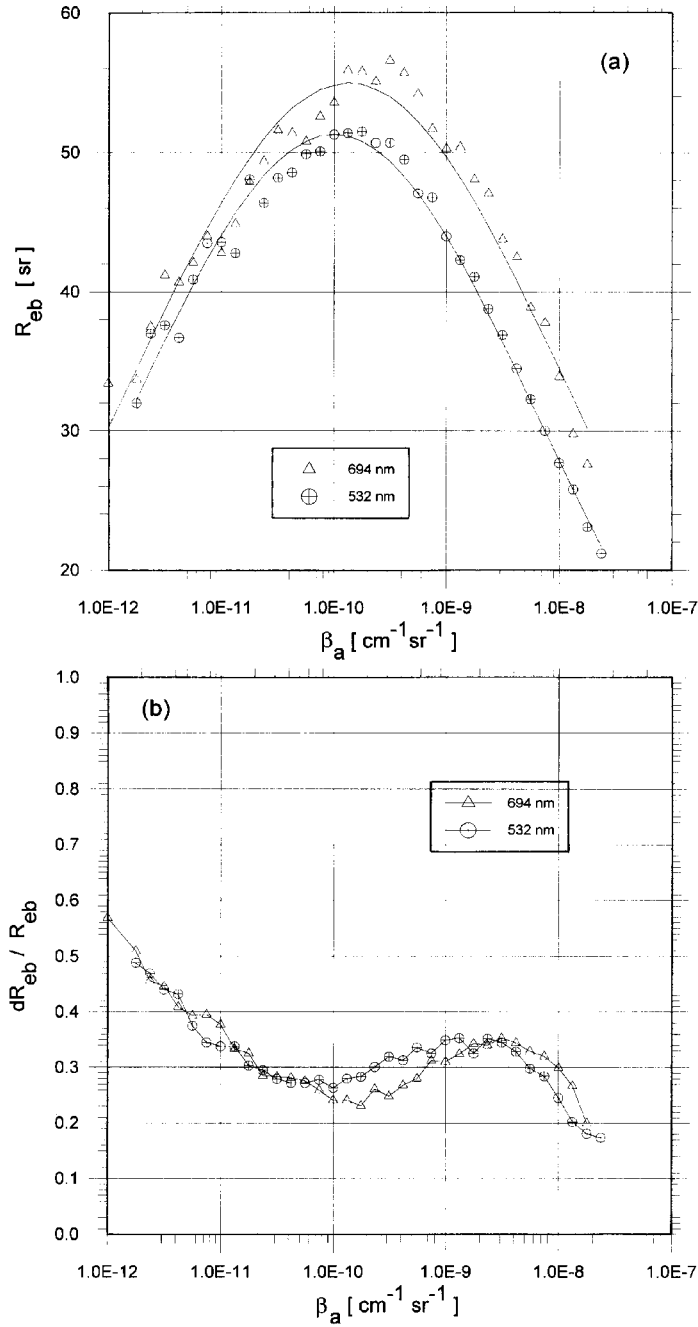 60
(a)
50
40
30
20
R_eb [ sr]
694 nm
532 nm
1.0E-12 1.0E-11 1.0E-10 1.0E-9 1.0E-8 1.0E-7
β_a [ cm⁻¹sr⁻¹ ]
1.0
(b)
0.9
0.8
0.7
0.6
0.5
0.4
0.3
0.2
0.1
0.0
dR_eb / R_eb
694 nm
532 nm
1.0E-12 1.0E-11 1.0E-10 1.0E-9 1.0E-8 1.0E-7
β_a [ cm⁻¹sr⁻¹ ]